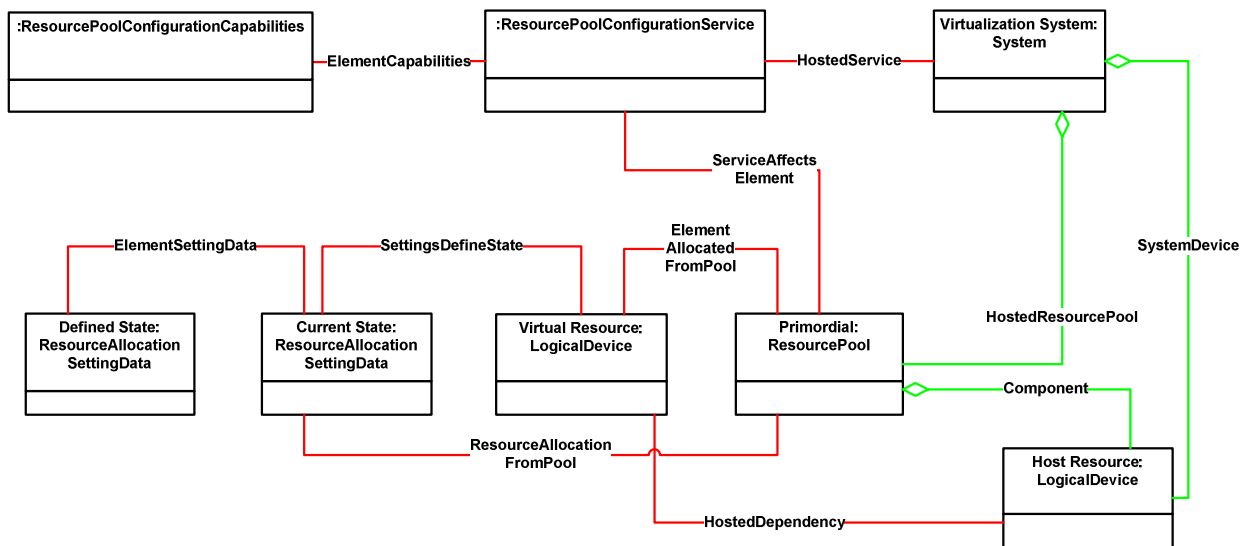 :ResourcePoolConfigurationCapabilities
:ResourcePoolConfigurationService
Virtualization System:
System
ElementCapabilities
HostedService
ServiceAffects
Element
ElementSettingData
SettingsDefineState
Element
Allocated
FromPool
SystemDevice
HostedResourcePool
Defined State:
ResourceAllocation
SettingData
Current State:
ResourceAllocation
SettingData
Virtual Resource:
LogicalDevice
Primordial:
ResourcePool
Component
ResourceAllocation
FromPool
Host Resource:
LogicalDevice
HostedDependency